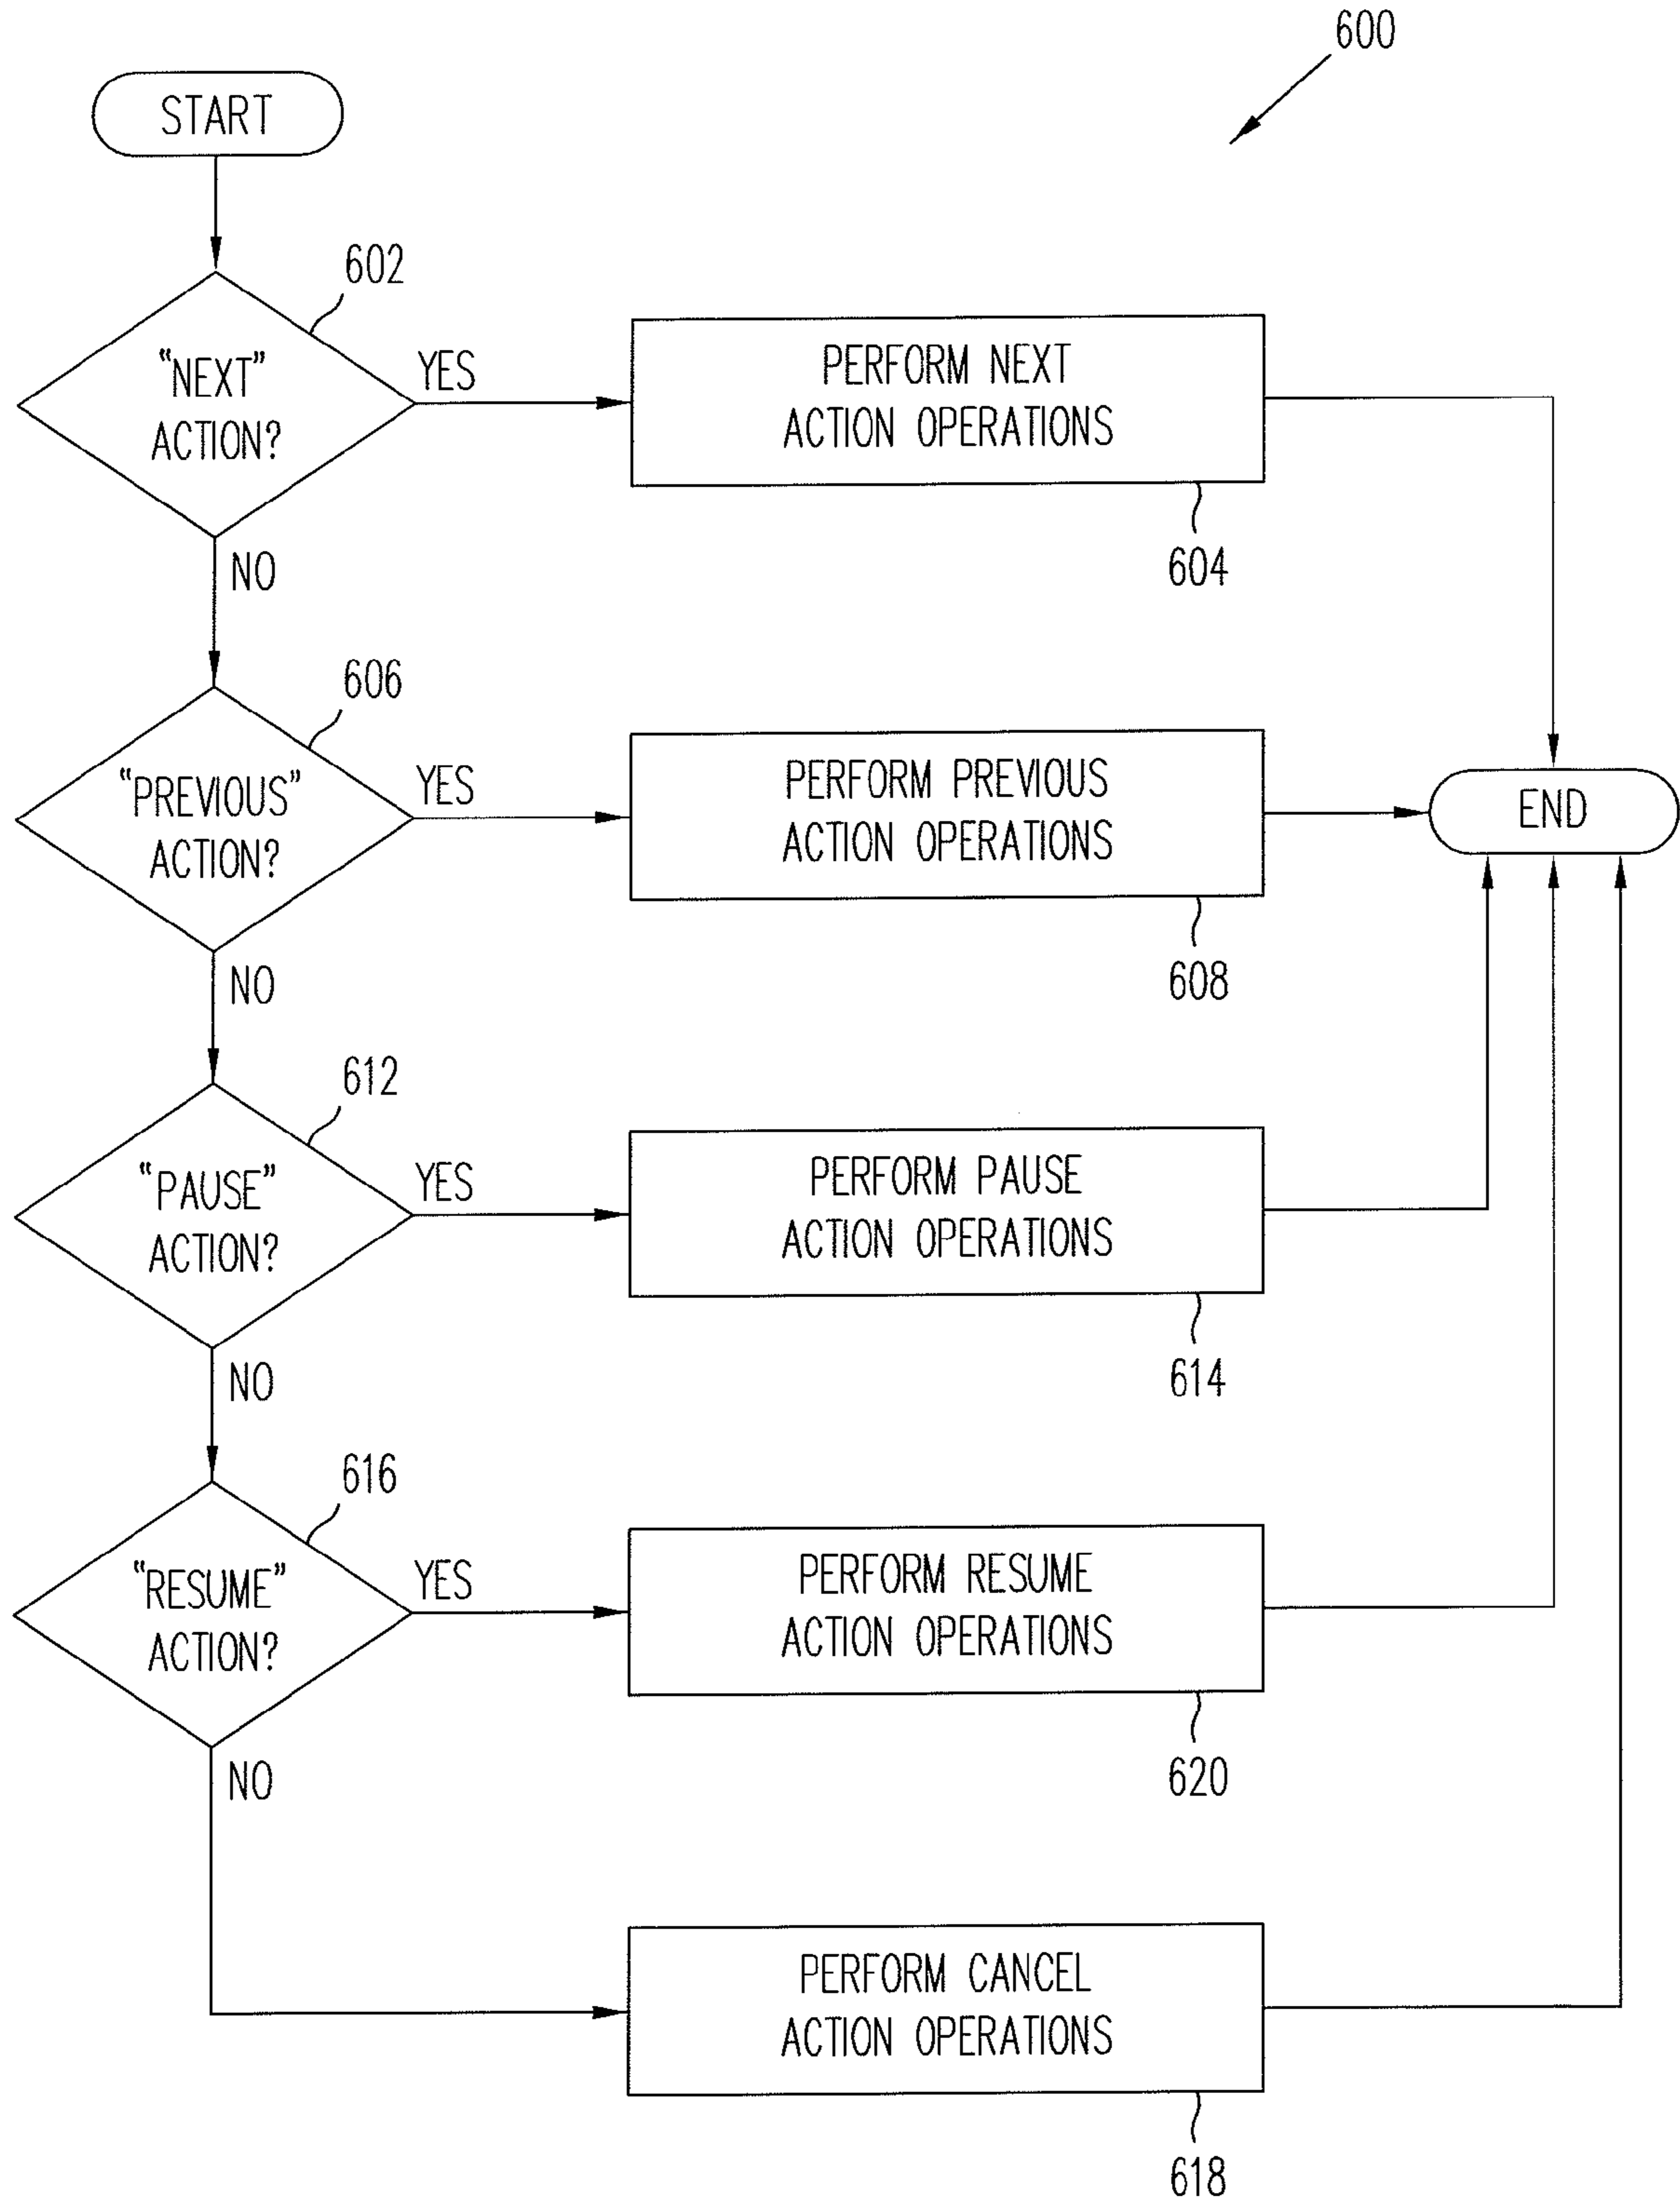 600
START
602
“NEXT”
ACTION?
YES
PERFORM NEXT
ACTION OPERATIONS
604
NO
606
“PREVIOUS”
ACTION?
YES
PERFORM PREVIOUS
ACTION OPERATIONS
END
608
NO
612
“PAUSE”
ACTION?
YES
PERFORM PAUSE
ACTION OPERATIONS
614
NO
616
“RESUME”
ACTION?
YES
PERFORM RESUME
ACTION OPERATIONS
620
NO
PERFORM CANCEL
ACTION OPERATIONS
618